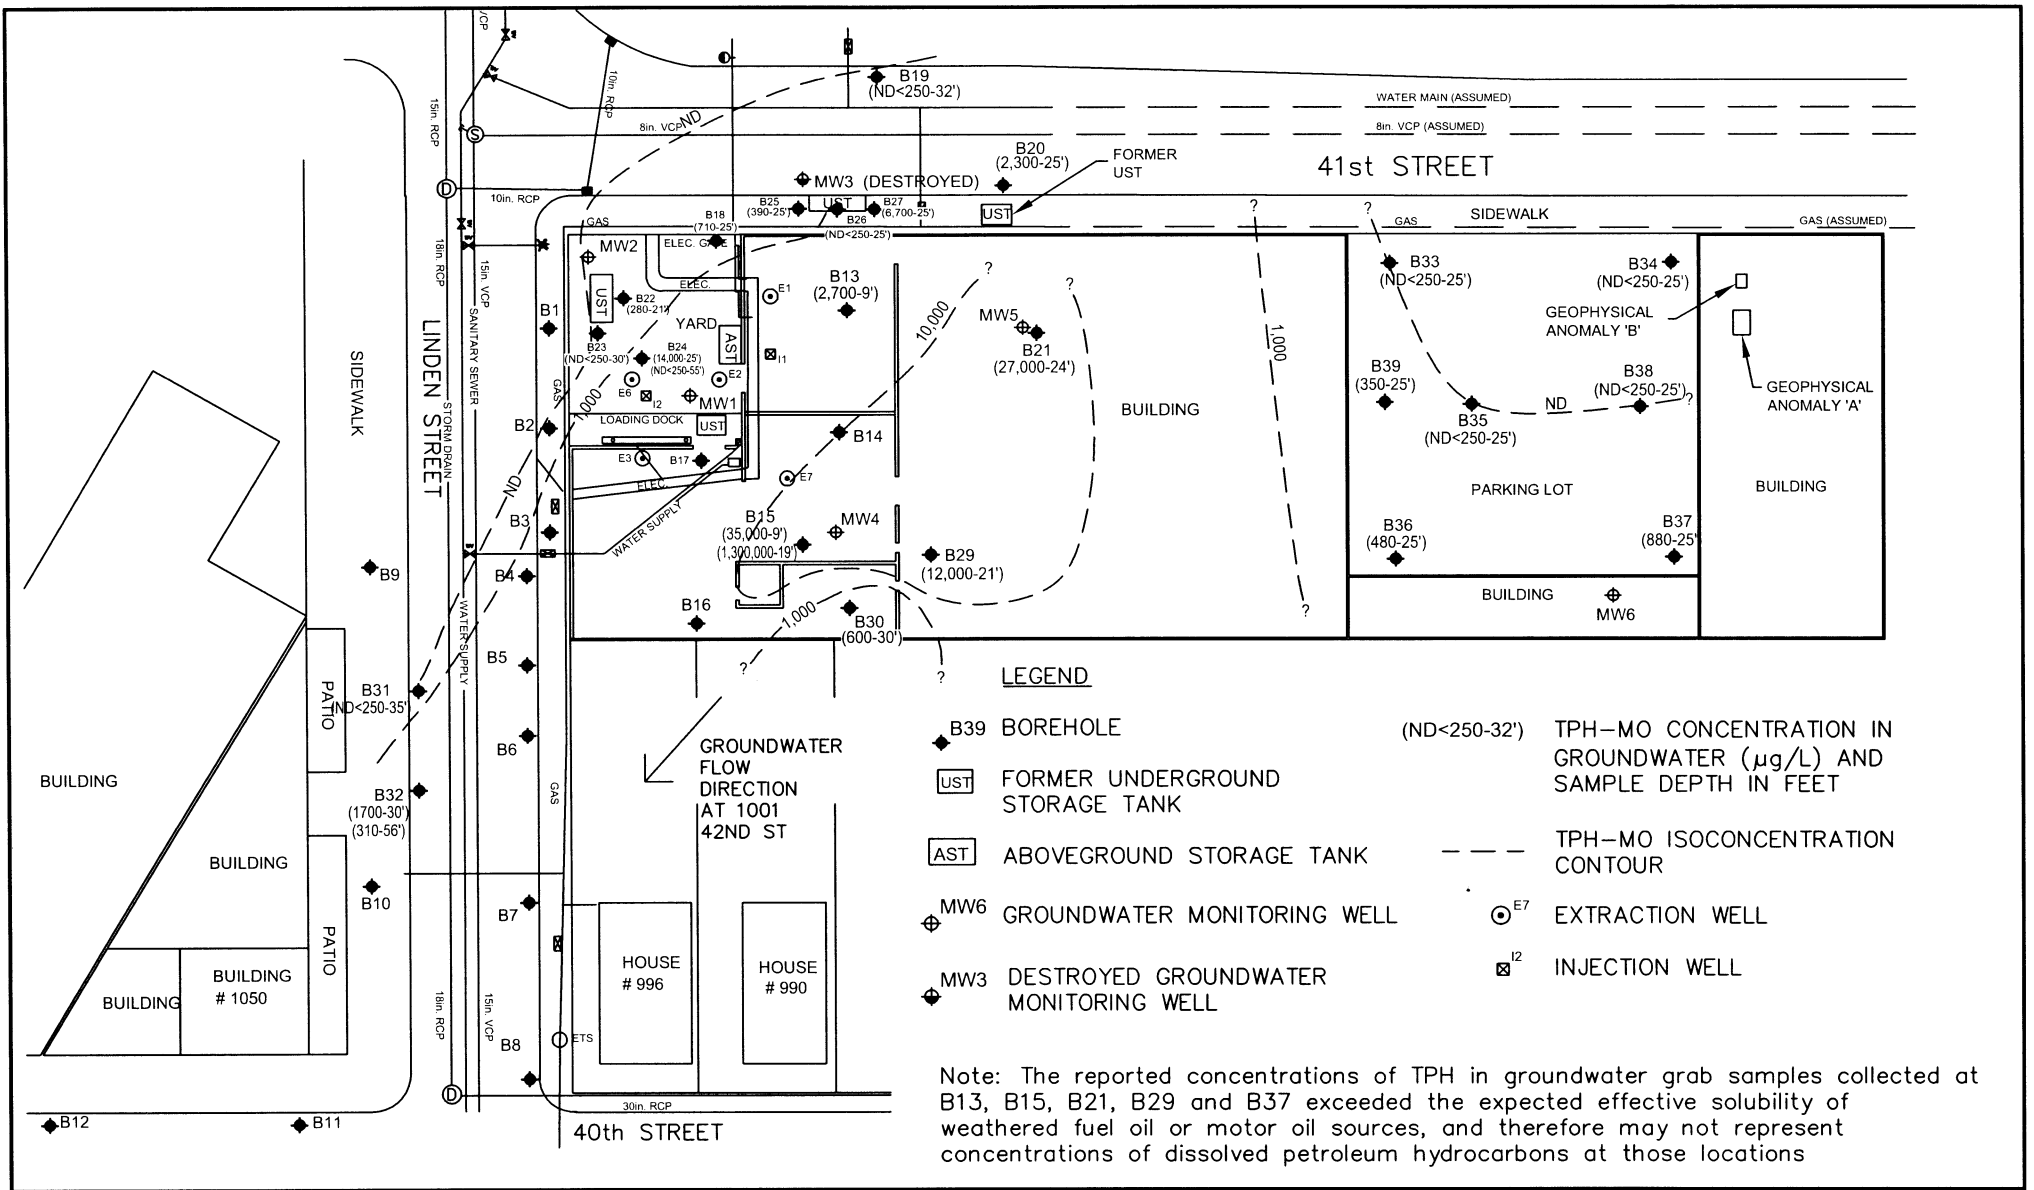 VCP
15in. RCP
10in. RCP
B19
(ND<250-32')
WATER MAIN (ASSUMED)
8in. VCP
ND
8in. VCP (ASSUMED)
S
41st STREET
B20
(2,300-25')
FORMER
UST
D
10in. RCP
MW3 (DESTROYED)
UST
B25
(390-25')
B27
(6,700-25')
B26
(ND<250-25')
B18
(710-25')
UST
SIDEWALK
GAS
GAS
GAS (ASSUMED)
?
?
18in. RCP
15in. VCP
MW2
ELEC. GATE
ELEC.
UST
B22
(280-21')
YARD
AST
B23
(ND<250-30')
B24
(14,000-25')
(ND<250-55')
E1
I1
E2
E6
I2
MW1
B13
(2,700-9')
10,000
?
?
MW5
B21
(27,000-24')
BUILDING
1,000
?
B33
(ND<250-25')
B34
(ND<250-25')
GEOPHYSICAL
ANOMALY 'B'
GEOPHYSICAL
ANOMALY 'A'
B39
(350-25')
B38
(ND<250-25')
ND
?
B35
(ND<250-25')
PARKING LOT
BUILDING
B36
(480-25')
B37
(880-25'
BUILDING
MW6
B1
GAS
1,000
B2
LOADING DOCK
UST
E3
B17
ELEC.
WATER SUPPLY
B14
E7
ND
B3
B15
(35,000-9')
(1,300,000-19')
MW4
B29
(12,000-21')
B4
B16
1,000
B30
(600-30')
?
?
SIDEWALK
LINDEN STREET
STORM DRAIN
SANITARY SEWER
WATER SUPPLY
B9
B5
B31
(ND<250-35'
PATIO
B6
B32
(1700-30')
(310-56')
GAS
BUILDING
BUILDING
B10
PATIO
BUILDING
BUILDING
# 1050
B7
18in. RCP
15in. VCP
B8
ETS
D
30in. RCP
40th STREET
B12
B11
HOUSE
# 996
HOUSE
# 990
GROUNDWATER
FLOW
DIRECTION
AT 1001
42ND ST
LEGEND
B39 BOREHOLE
UST FORMER UNDERGROUND
STORAGE TANK
AST ABOVEGROUND STORAGE TANK
MW6 GROUNDWATER MONITORING WELL
MW3 DESTROYED GROUNDWATER
MONITORING WELL
(ND<250-32') TPH-MO CONCENTRATION IN
GROUNDWATER (µg/L) AND
SAMPLE DEPTH IN FEET
TPH-MO ISOCONCENTRATION
CONTOUR
E7 EXTRACTION WELL
I2 INJECTION WELL
Note: The reported concentrations of TPH in groundwater grab samples collected at
B13, B15, B21, B29 and B37 exceeded the expected effective solubility of
weathered fuel oil or motor oil sources, and therefore may not represent
concentrations of dissolved petroleum hydrocarbons at those locations